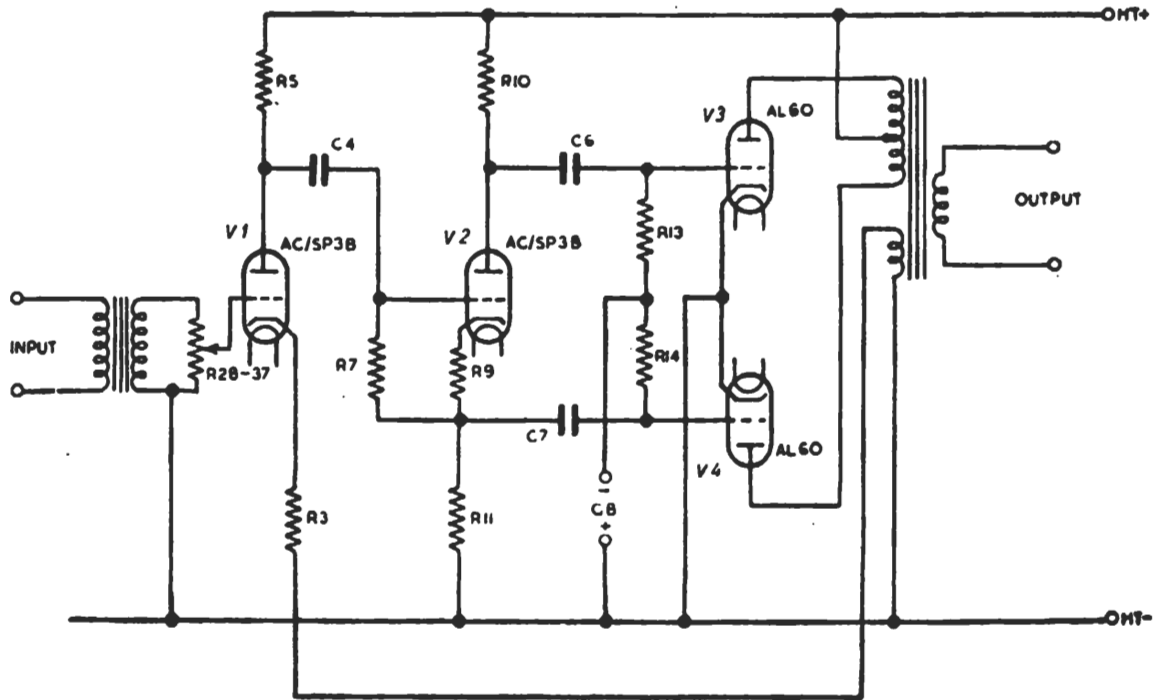 HT+
R5
R10
V3
AL60
C4
C6
V1
AC/SP3B
V2
AC/SP3B
R13
OUTPUT
INPUT
R28-37
R7
R9
R14
C7
AL60
V4
-
GB
+
R3
R11
HT-